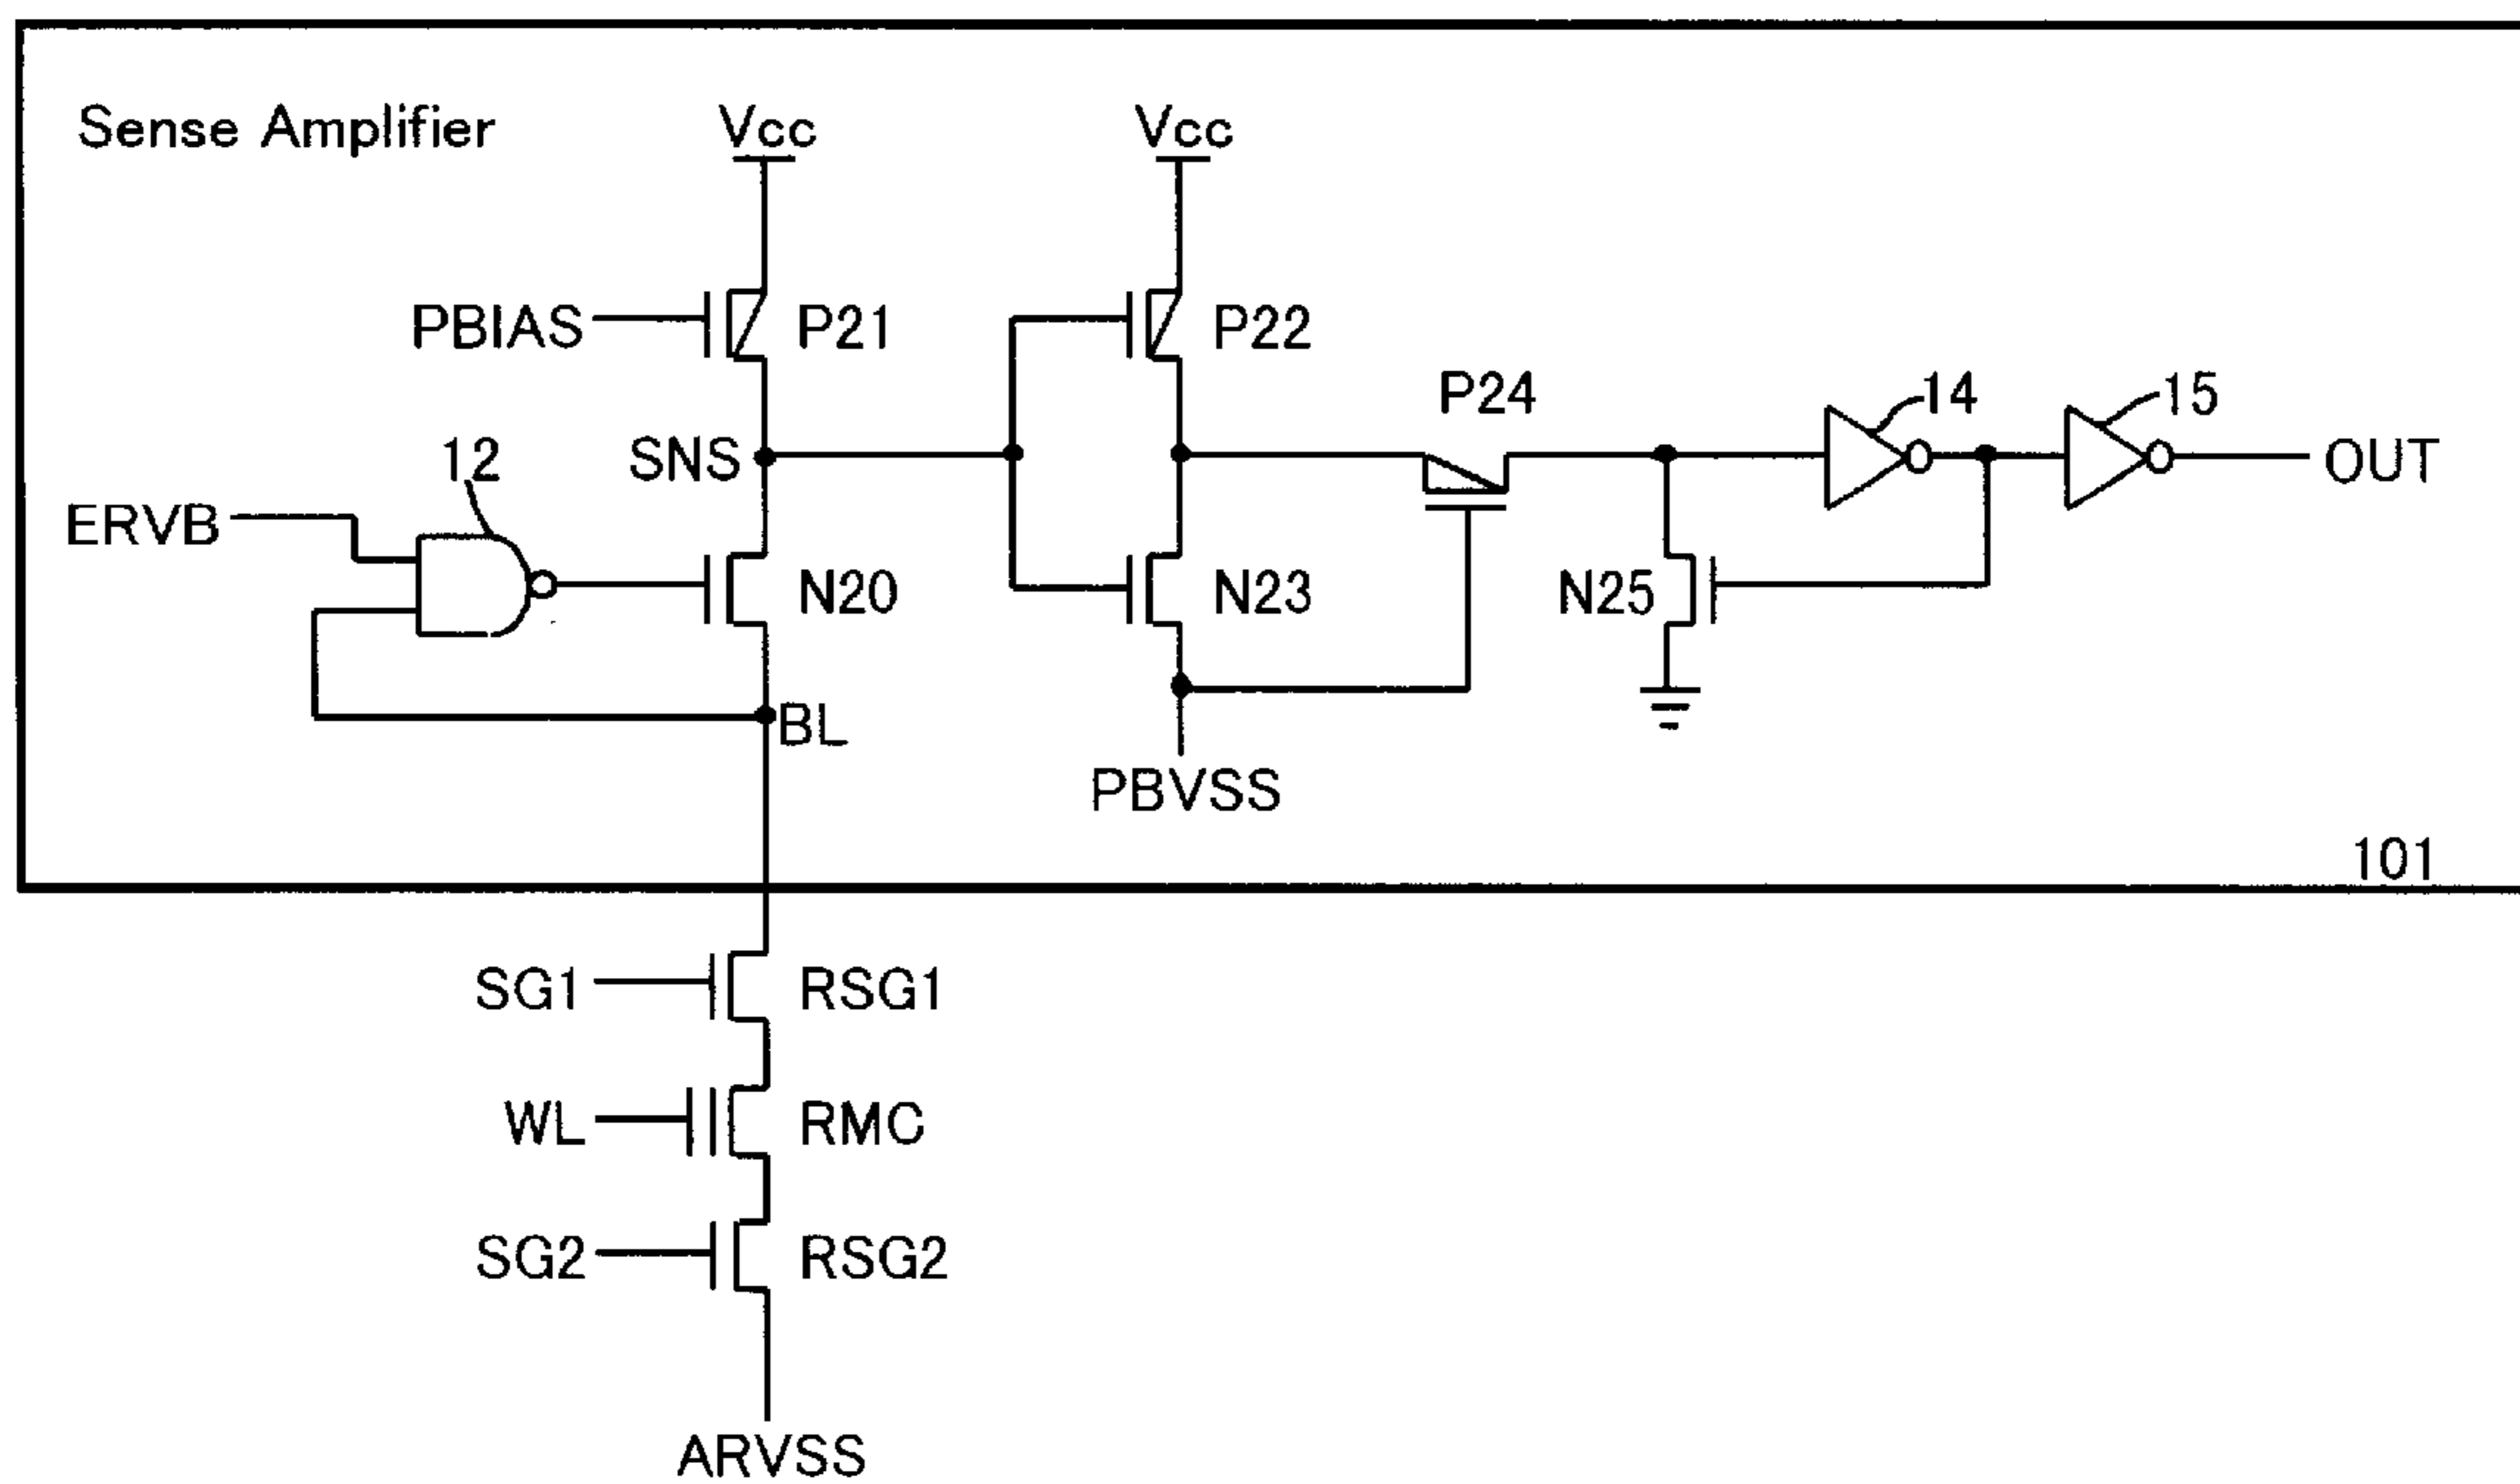 Sense Amplifier
Vcc
Vcc
PBIAS
P21
P22
P24
14
15
12
SNS
OUT
ERVB
N20
N23
N25
BL
PBVSS
101
SG1
RSG1
WL
RMC
SG2
RSG2
ARVSS